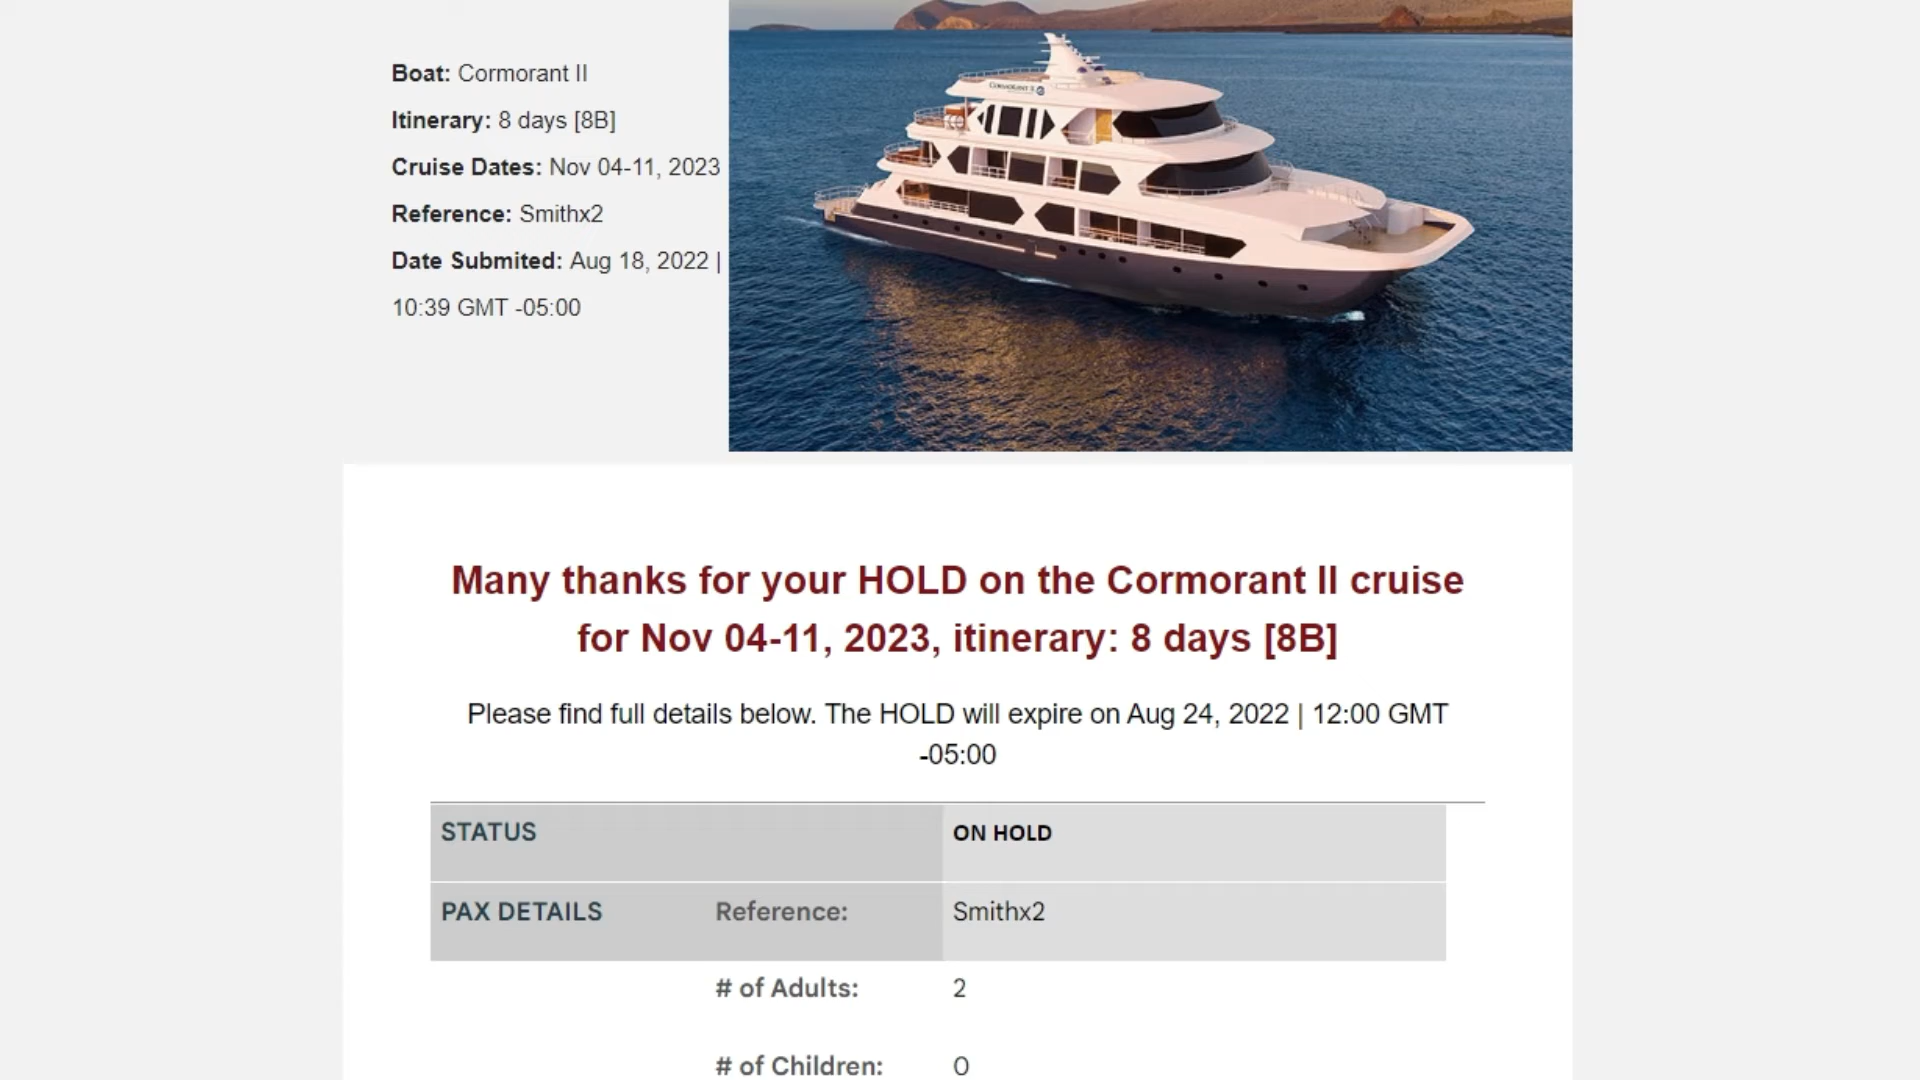 Boat: Cormorant II
Itinerary: 8 days [8B]
Cruise Dates: Nov 04-11, 2023
Reference: Smithx2
Date Submited: Aug 18, 2022 |
10:39 GMT -05:00
CORMORANT II
Many thanks for your HOLD on the Cormorant II cruise
for Nov 04-11, 2023, itinerary: 8 days [8B]
Please find full details below. The HOLD will expire on Aug 24, 2022 | 12:00 GMT
-05:00
STATUS ON HOLD
PAX DETAILS Reference: Smithx2
# of Adults: 2
# of Children: 0